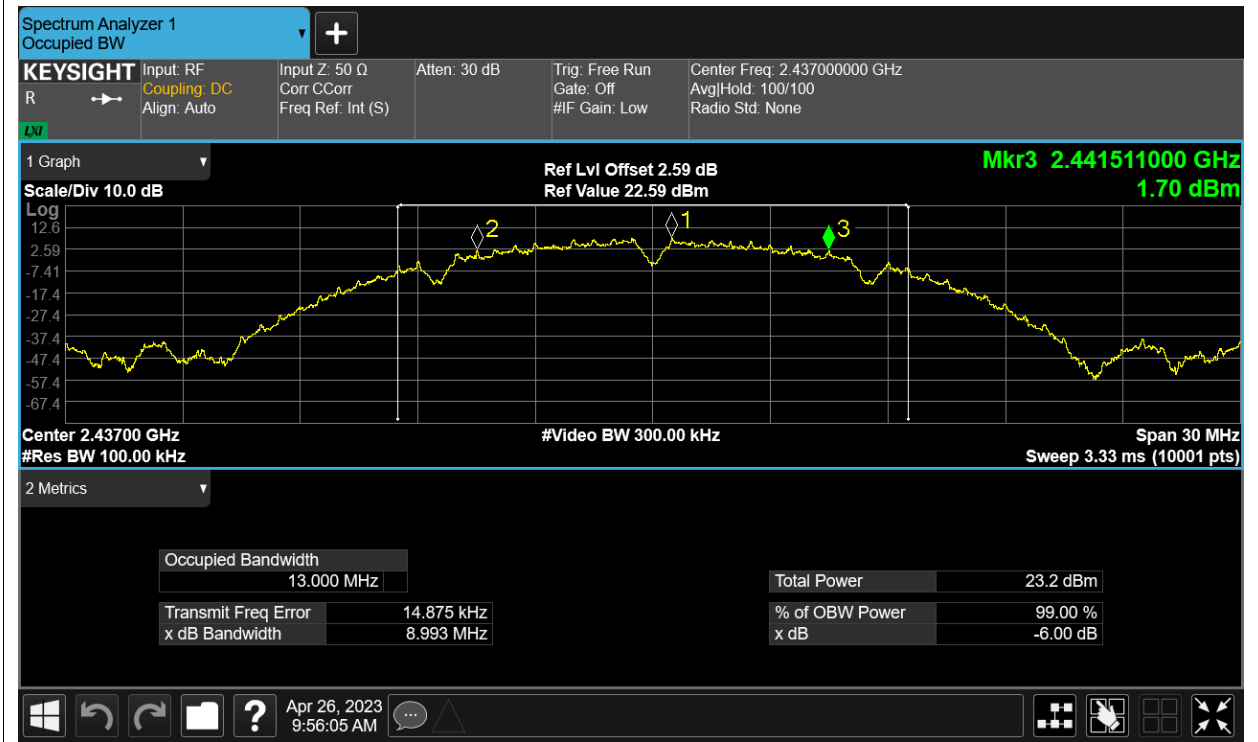 Spectrum Analyzer 1
Occupied BW
KEYSIGHT
R
LXI
Input: RF
Coupling: DC
Align: Auto
Input Z: 50 Ω
Corr CCorr
Freq Ref: Int (S)
Atten: 30 dB
Trig: Free Run
Gate: Off
#IF Gain: Low
Center Freq: 2.437000000 GHz
Avg|Hold: 100/100
Radio Std: None
1 Graph
Scale/Div 10.0 dB
Ref Lvl Offset 2.59 dB
Ref Value 22.59 dBm
Mkr3 2.441511000 GHz
1.70 dBm
Log
12.6
2.59
-7.41
-17.4
-27.4
-37.4
-47.4
-57.4
-67.4
2
1
3
Center 2.43700 GHz
#Video BW 300.00 kHz
Span 30 MHz
#Res BW 100.00 kHz
Sweep 3.33 ms (10001 pts)
2 Metrics
Occupied Bandwidth
13.000 MHz
Total Power 23.2 dBm
Transmit Freq Error 14.875 kHz
% of OBW Power 99.00 %
x dB Bandwidth 8.993 MHz
x dB -6.00 dB
?
Apr 26, 2023
9:56:05 AM